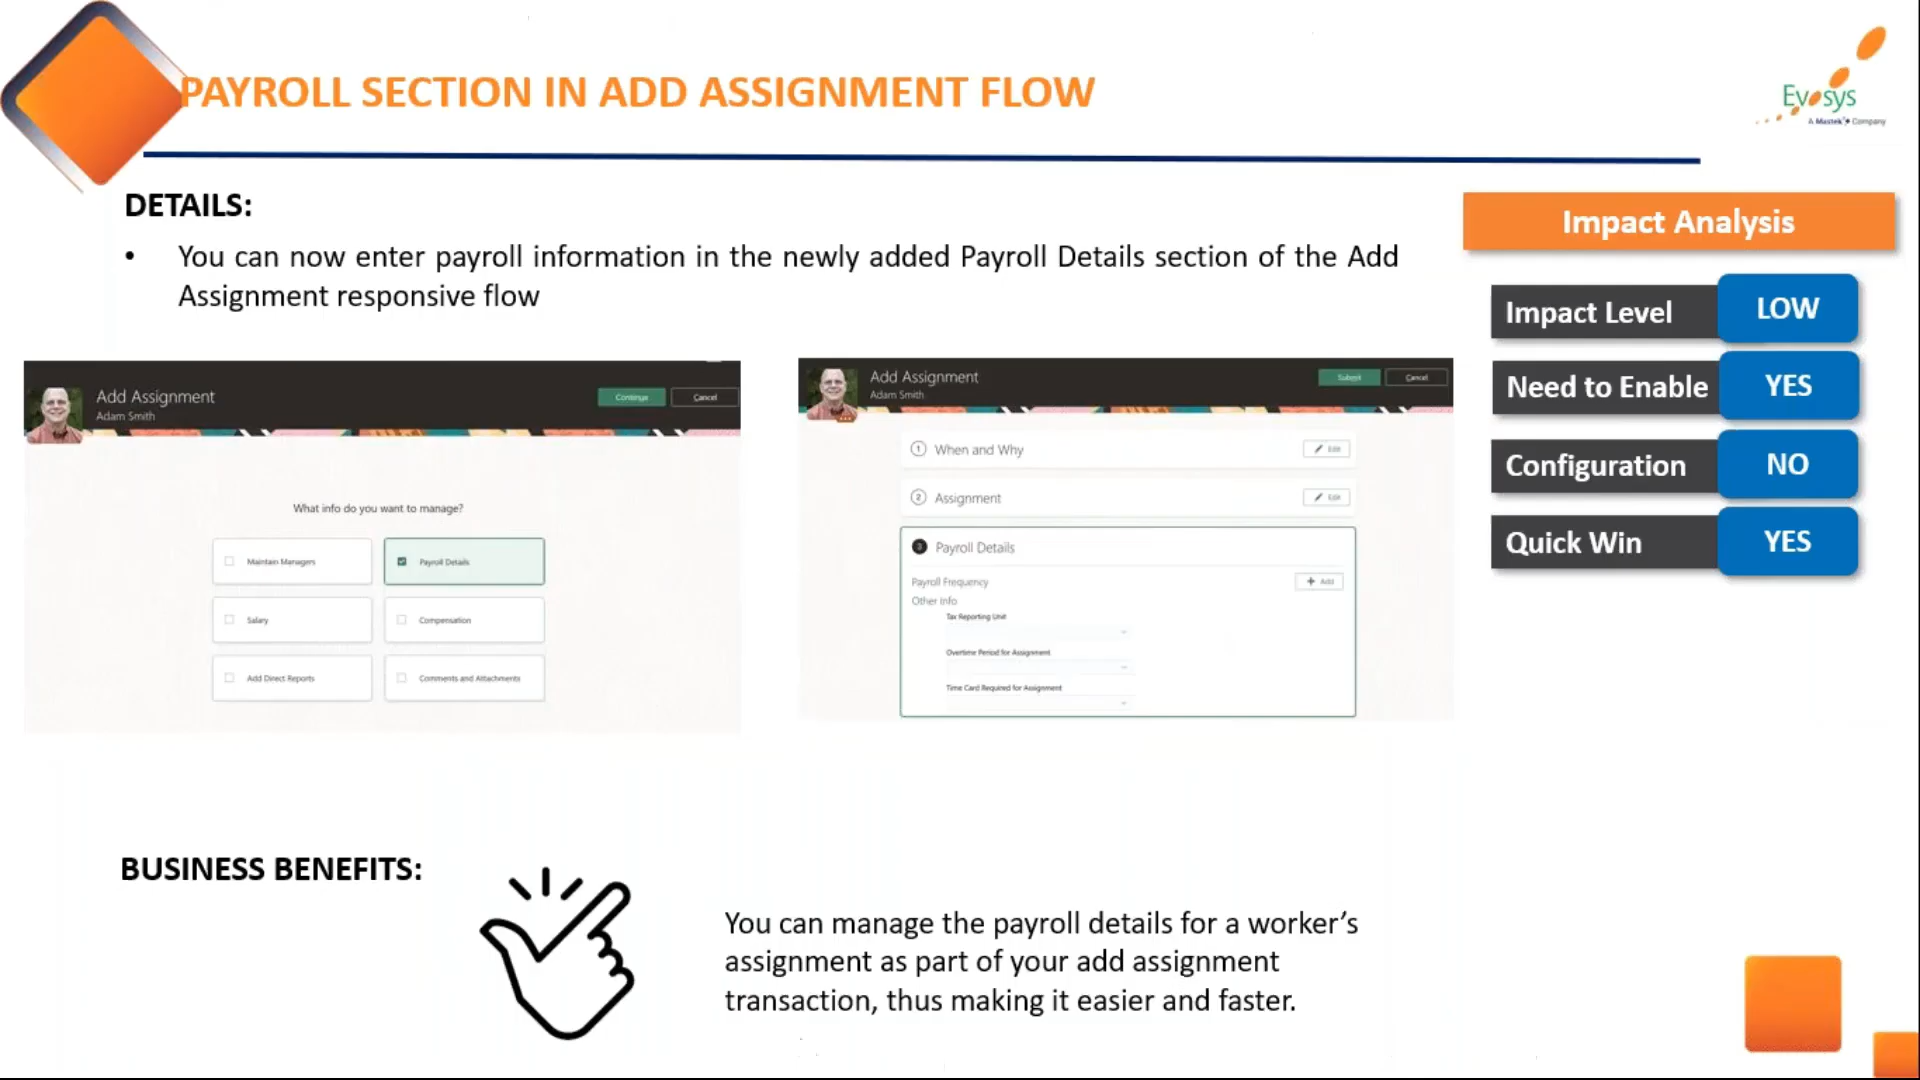 PAYROLL SECTION IN ADD ASSIGNMENT FLOW
Evosys
A Mastek Company
DETAILS:
• You can now enter payroll information in the newly added Payroll Details section of the Add
Assignment responsive flow
Impact Analysis
Impact Level LOW
Need to Enable YES
Configuration NO
Quick Win YES
Add Assignment
Adam Smith
Continue Cancel
What info do you want to manage?
Maintain Managers Payroll Details
Salary Compensation
Add Direct Reports Comments and Attachments
Add Assignment
Adam Smith
Submit Cancel
1 When and Why Edit
2 Assignment Edit
3 Payroll Details
Payroll Frequency + Add
Other Info
Tax Reporting Unit
Overtime Period for Assignment
Time Card Required for Assignment
BUSINESS BENEFITS:
You can manage the payroll details for a worker’s
assignment as part of your add assignment
transaction, thus making it easier and faster.